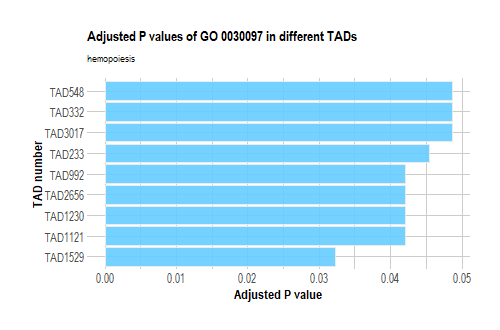 Adjusted P values of GO 0030097 in different TADs
hemopoiesis
TAD number
TAD548
TAD332
TAD3017
TAD233
TAD992
TAD2656
TAD1230
TAD1121
TAD1529
0.00 0.01 0.02 0.03 0.04 0.05
Adjusted P value